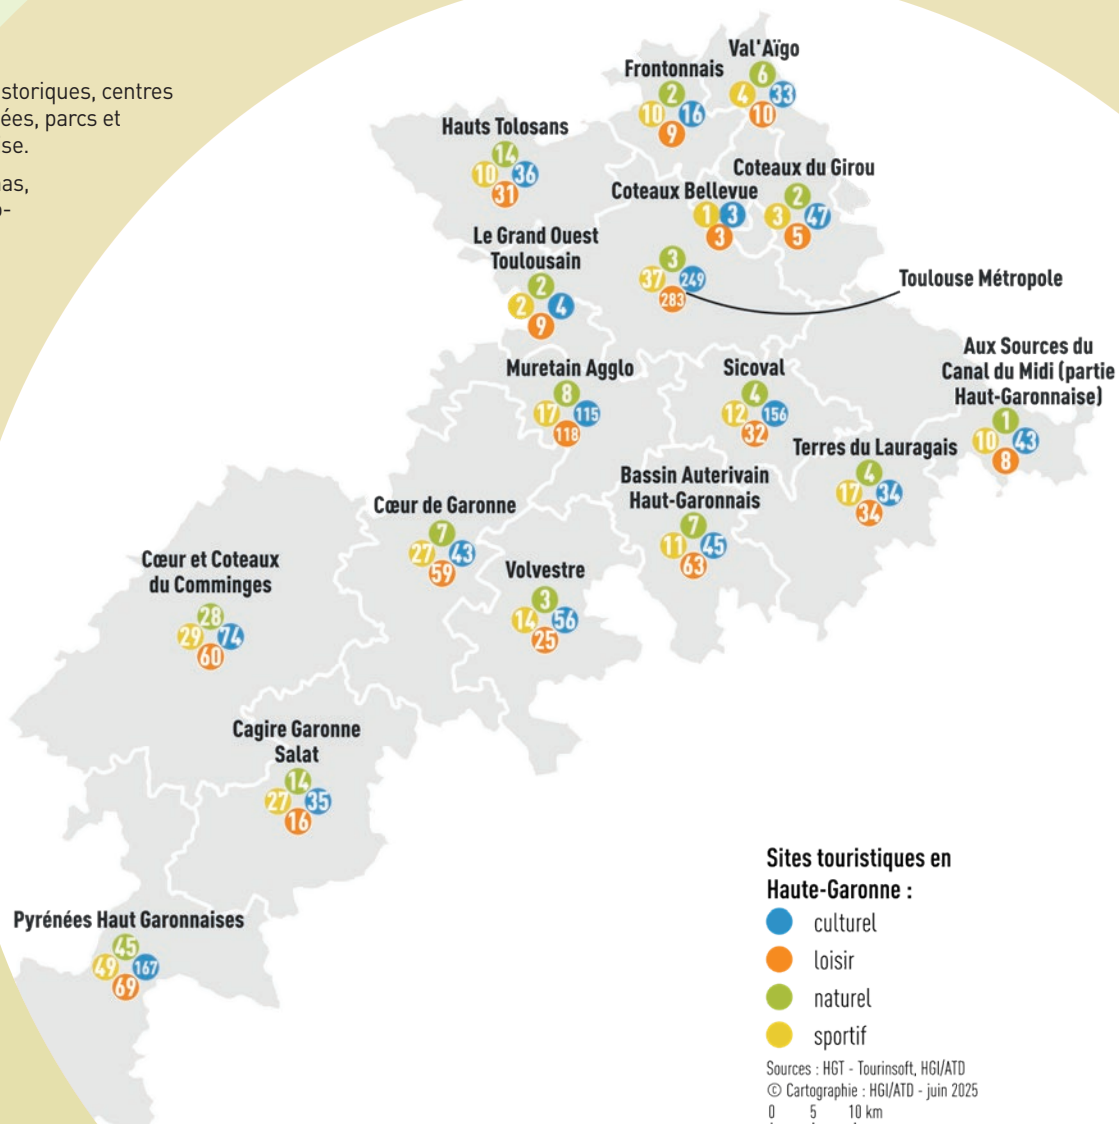 storiques, centres
ées, parcs et
se.
as,
o-
Val'Aïgo
6
4 33
10
Frontonnais
2
10 16
9
Hauts Tolosans
14
10 36
31
Coteaux du Girou
2
3 47
5
Coteaux Bellevue
1 3
3
Le Grand Ouest
Toulousain
2
2 4
9
3
37 249
283
Toulouse Métropole
Aux Sources du
Canal du Midi (partie
Haut-Garonnaise)
1
10 43
8
Muretain Agglo
8
17 115
118
Sicoval
4
12 156
32
Terres du Lauragais
4
17 34
34
Bassin Auterivain
Haut-Garonnais
7
11 45
63
Cœur de Garonne
7
27 43
59
Volvestre
3
14 56
25
Cœur et Coteaux
du Comminges
28
29 74
60
Cagire Garonne
Salat
14
27 35
16
Pyrénées Haut Garonnaises
45
49 167
69
Sites touristiques en
Haute-Garonne :
culturel
loisir
naturel
sportif
Sources : HGT - Tourinsoft, HGI/ATD
© Cartographie : HGI/ATD - juin 2025
0 5 10 km